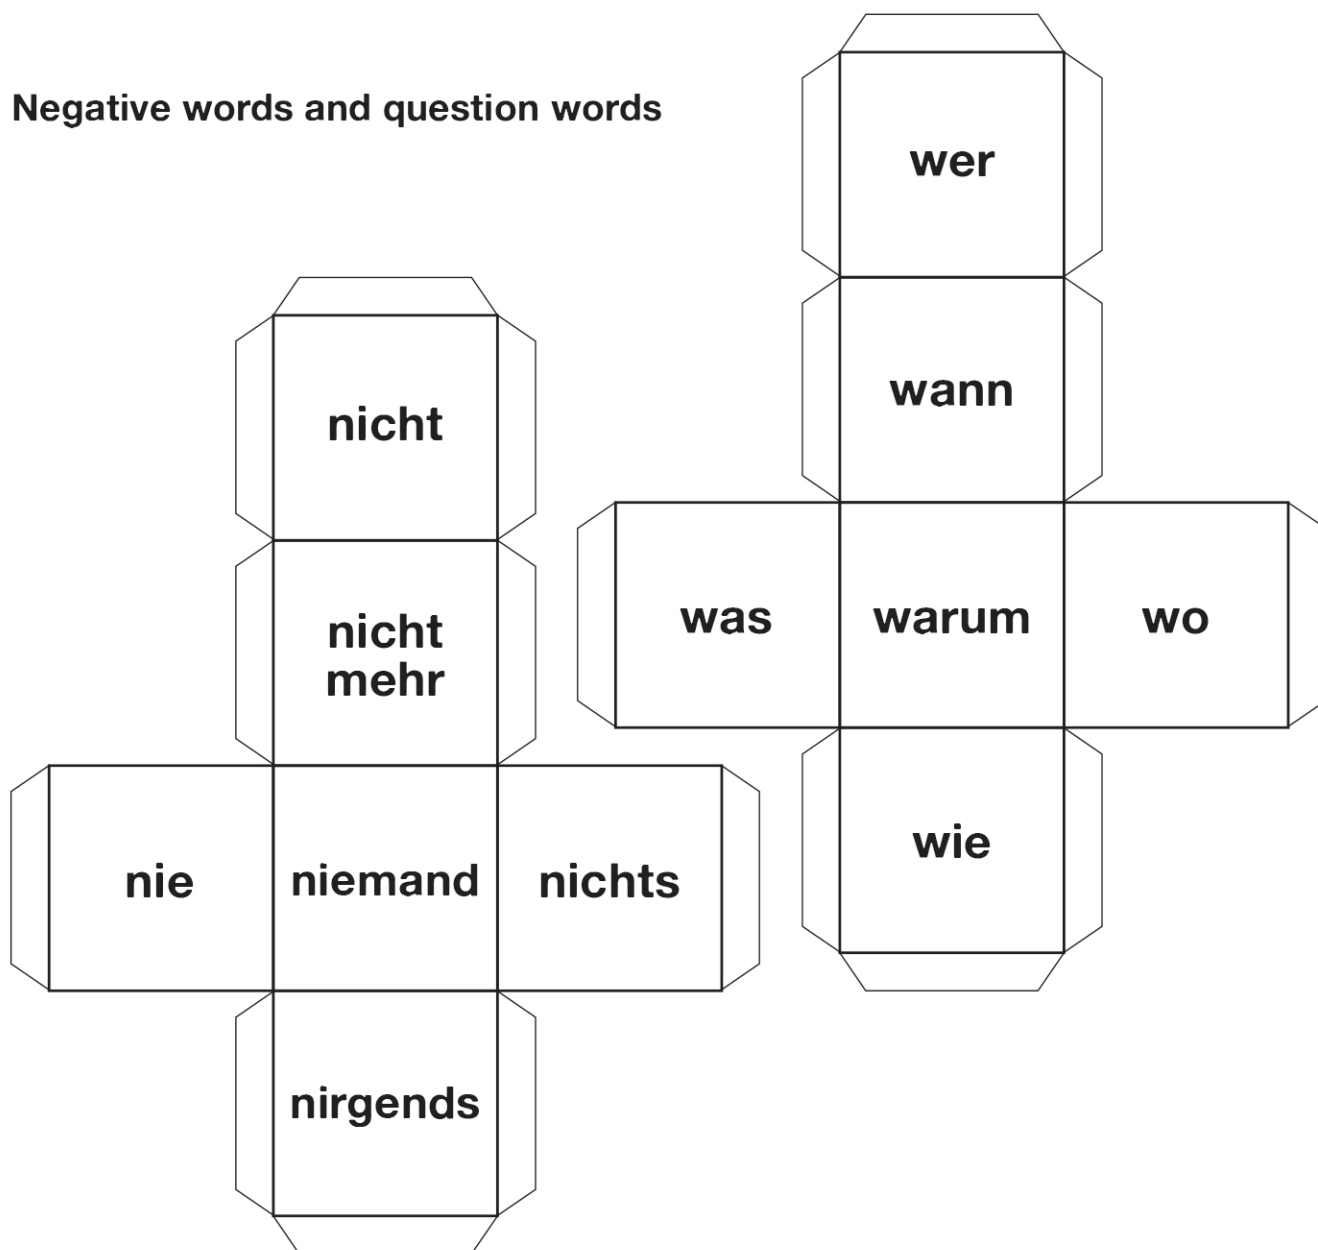 Negative words and question words
wer
wann
was
warum
wo
wie
nicht
nicht
mehr
nie
niemand
nichts
nirgends